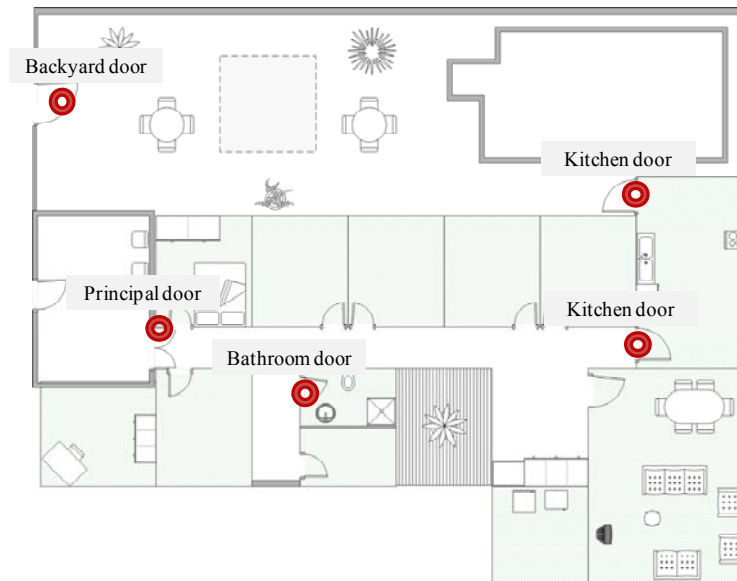 Backyard door
Kitchen door
Principal door
Kitchen door
Bathroom door